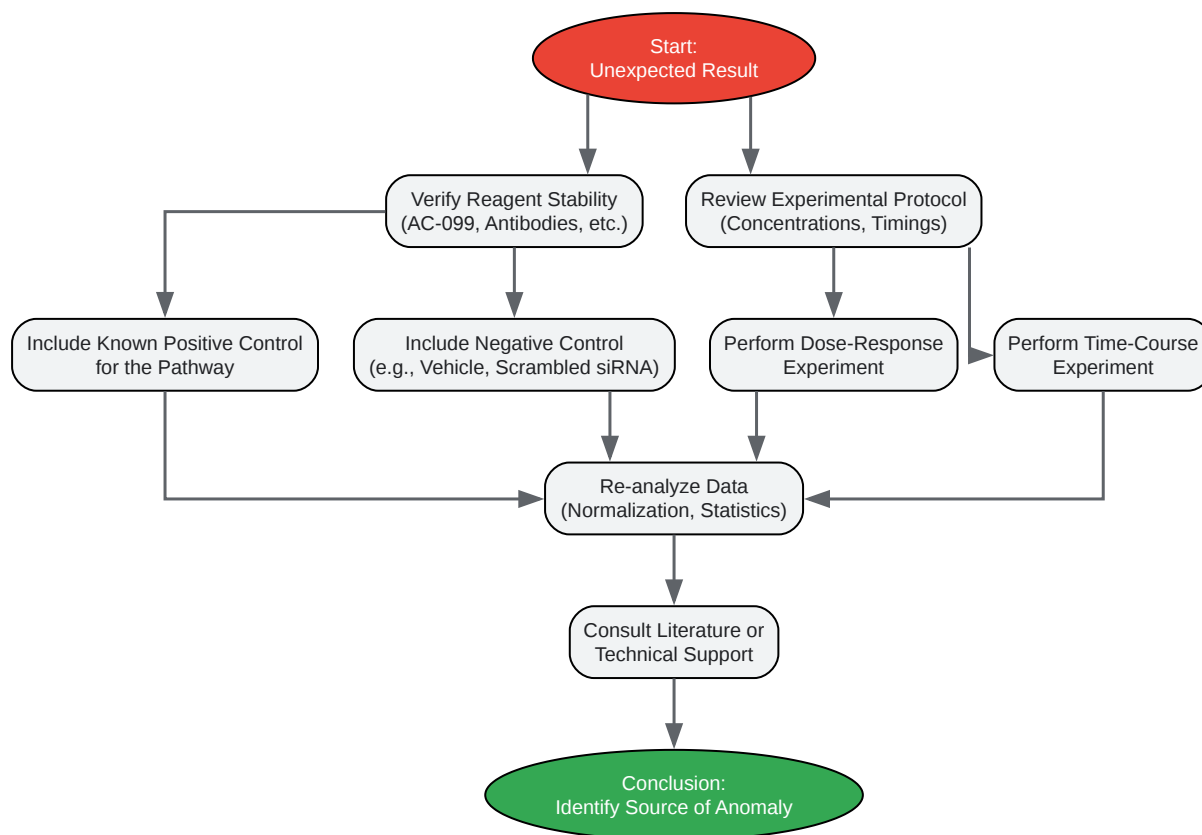 Start:
Unexpected Result
Verify Reagent Stability
(AC-099, Antibodies, etc.)
Review Experimental Protocol
(Concentrations, Timings)
Include Known Positive Control
for the Pathway
Include Negative Control
(e.g., Vehicle, Scrambled siRNA)
Perform Dose-Response
Experiment
Perform Time-Course
Experiment
Re-analyze Data
(Normalization, Statistics)
Consult Literature or
Technical Support
Conclusion:
Identify Source of Anomaly